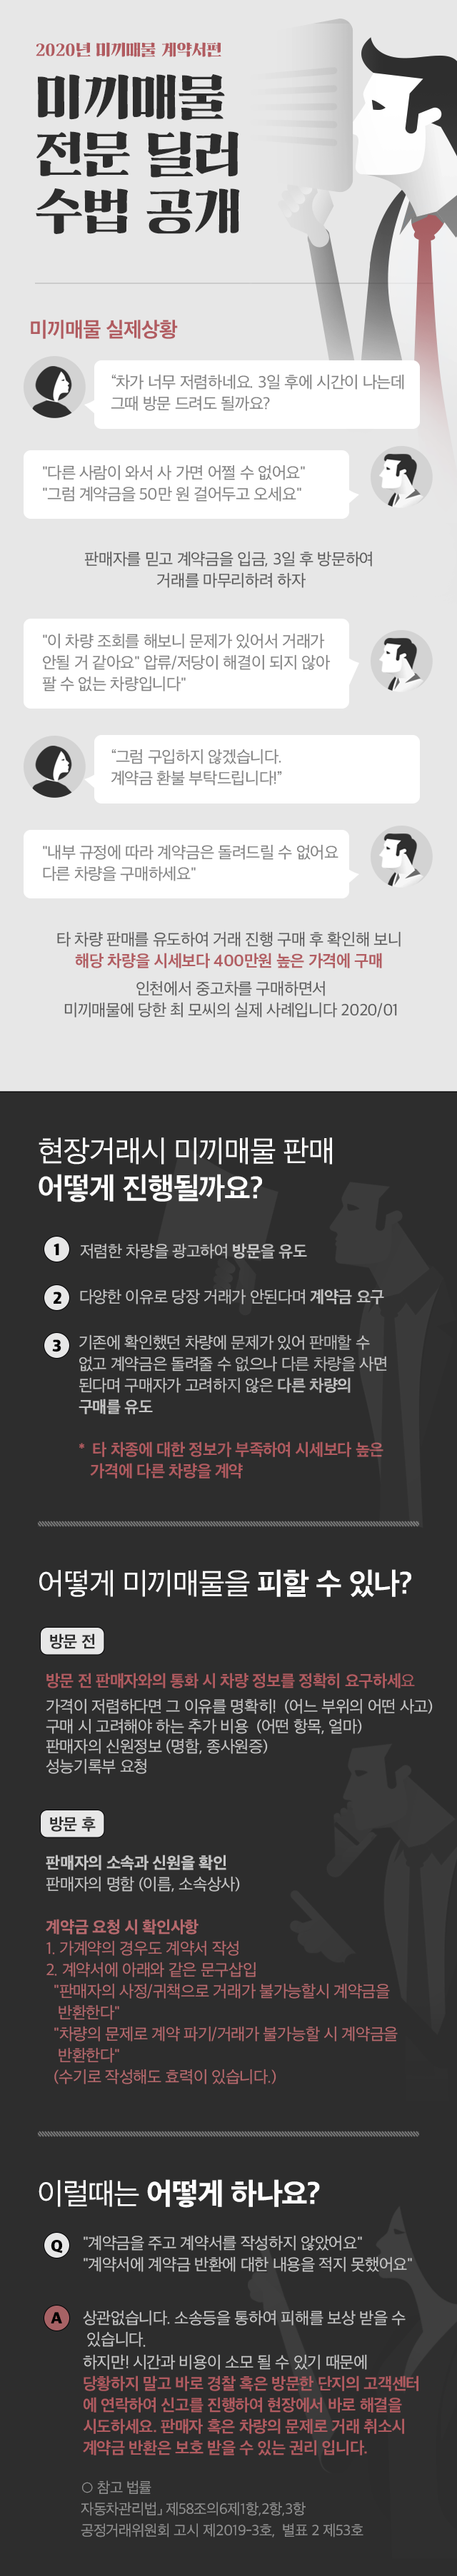 2020년 미끼매물 계약서편
미끼매물
전문 딜러
수법 공개
미끼매물 실제상황
“차가 너무 저렴하네요. 3일 후에 시간이 나는데
그때 방문 드려도 될까요?
"다른 사람이 와서 사 가면 어쩔 수 없어요"
"그럼 계약금을 50만 원 걸어두고 오세요"
판매자를 믿고 계약금을 입금, 3일 후 방문하여
거래를 마무리하려 하자
"이 차량 조회를 해보니 문제가 있어서 거래가
안될 거 같아요" 압류/저당이 해결이 되지 않아
팔 수 없는 차량입니다"
“그럼 구입하지 않겠습니다.
계약금 환불 부탁드립니다!”
"내부 규정에 따라 계약금은 돌려드릴 수 없어요
다른 차량을 구매하세요"
타 차량 판매를 유도하여 거래 진행 구매 후 확인해 보니
해당 차량을 시세보다 400만원 높은 가격에 구매
인천에서 중고차를 구매하면서
미끼매물에 당한 최 모씨의 실제 사례입니다 2020/01
현장거래시 미끼매물 판매
어떻게 진행될까요?
1 저렴한 차량을 광고하여 방문을 유도
2 다양한 이유로 당장 거래가 안된다며 계약금 요구
3 기존에 확인했던 차량에 문제가 있어 판매할 수
없고 계약금은 돌려줄 수 없으나 다른 차량을 사면
된다며 구매자가 고려하지 않은 다른 차량의
구매를 유도
* 타 차종에 대한 정보가 부족하여 시세보다 높은
가격에 다른 차량을 계약
어떻게 미끼매물을 피할 수 있나?
방문 전
방문 전 판매자와의 통화 시 차량 정보를 정확히 요구하세요
가격이 저렴하다면 그 이유를 명확히! (어느 부위의 어떤 사고)
구매 시 고려해야 하는 추가 비용 (어떤 항목, 얼마)
판매자의 신원정보 (명함, 종사원증)
성능기록부 요청
방문 후
판매자의 소속과 신원을 확인
판매자의 명함 (이름, 소속상사)
계약금 요청 시 확인사항
1. 가계약의 경우도 계약서 작성
2. 계약서에 아래와 같은 문구삽입
"판매자의 사정/귀책으로 거래가 불가능할시 계약금을
반환한다"
"차량의 문제로 계약 파기/거래가 불가능할 시 계약금을
반환한다"
(수기로 작성해도 효력이 있습니다.)
이럴때는 어떻게 하나요?
Q "계약금을 주고 계약서를 작성하지 않았어요"
"계약서에 계약금 반환에 대한 내용을 적지 못했어요"
A 상관없습니다. 소송등을 통하여 피해를 보상 받을 수
있습니다.
하지만! 시간과 비용이 소모 될 수 있기 때문에
당황하지 말고 바로 경찰 혹은 방문한 단지의 고객센터
에 연락하여 신고를 진행하여 현장에서 바로 해결을
시도하세요. 판매자 혹은 차량의 문제로 거래 취소시
계약금 반환은 보호 받을 수 있는 권리 입니다.
○ 참고 법률
자동차관리법」 제58조의6제1항,2항,3항
공정거래위원회 고시 제2019-3호, 별표 2 제53호